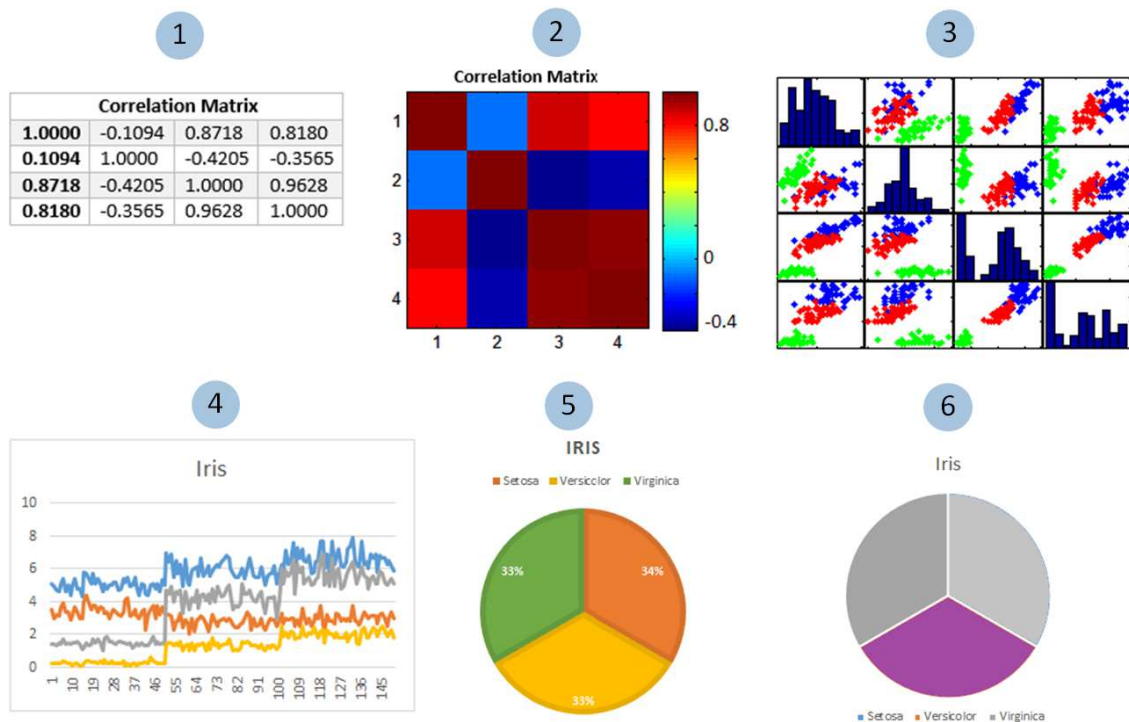 1
2
3
Correlation Matrix
1.0000 -0.1094 0.8718 0.8180
0.1094 1.0000 -0.4205 -0.3565
0.8718 -0.4205 1.0000 0.9628
0.8180 -0.3565 0.9628 1.0000
Correlation Matrix
1
2
3
4
1 2 3 4
0.8
0
-0.4
4
5
6
Iris
10
8
6
4
2
0
1 10 19 28 37 46 55 64 73 82 91 100 109 118 127 136 145
IRIS
Setosa Versicolor Virginica
33%
34%
33%
Iris
Setosa Versicolor Virginica